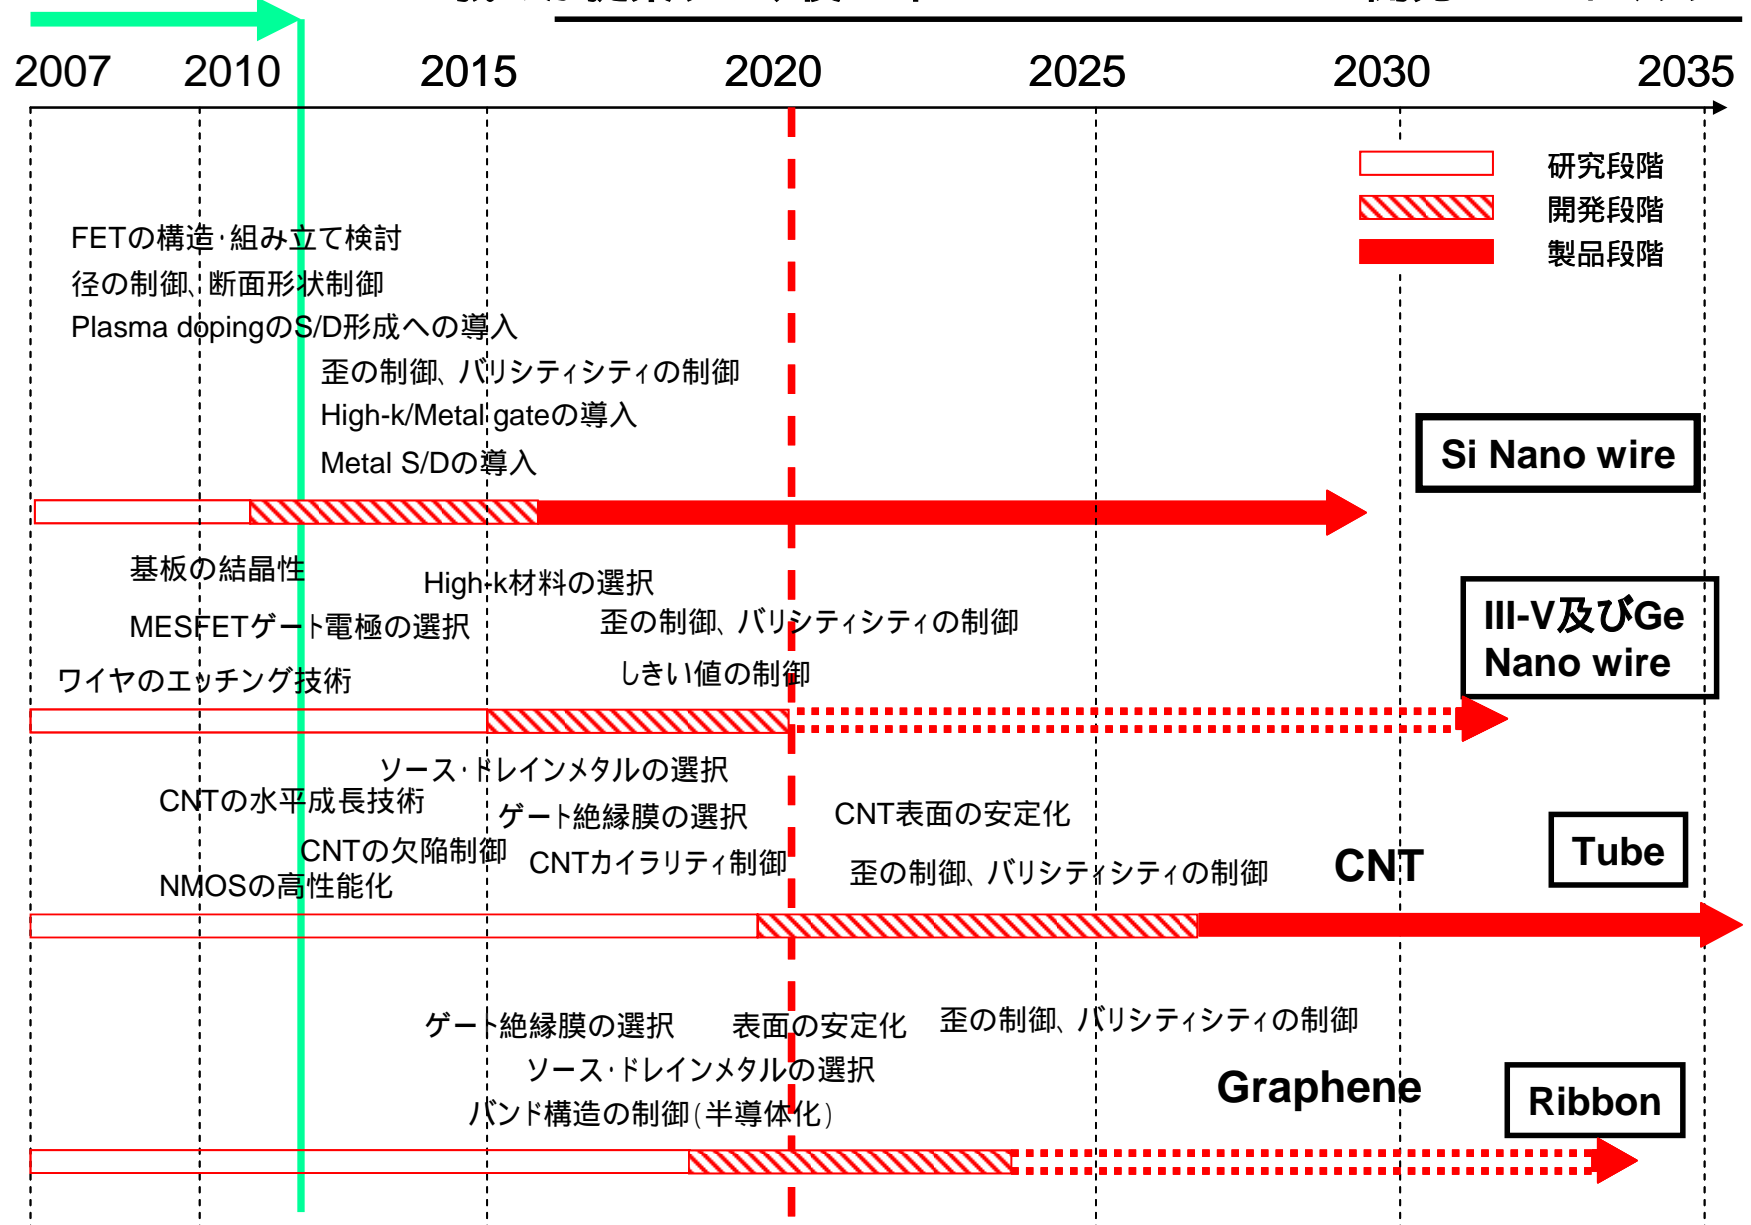 2007 2010 2015 2020 2025 2030 2035
研究段階
開発段階
製品段階
FETの構造・組み立て検討
径の制御、断面形状制御
Plasma dopingのS/D形成への導入
歪の制御、バリシティシティの制御
High-k/Metal gateの導入
Metal S/Dの導入
Si Nano wire
基板の結晶性
High-k材料の選択
MESFETゲート電極の選択
歪の制御、バリシティシティの制御
ワイヤのエッチング技術
しきい値の制御
III-V及びGe
Nano wire
ソース・ドレインメタルの選択
CNTの水平成長技術
ゲート絶縁膜の選択
CNT表面の安定化
CNTの欠陥制御
CNTカイラリティ制御
NMOSの高性能化
歪の制御、バリシティシティの制御
CNT
Tube
ゲート絶縁膜の選択
表面の安定化
歪の制御、バリシティシティの制御
ソース・ドレインメタルの選択
バンド構造の制御(半導体化)
Graphene
Ribbon